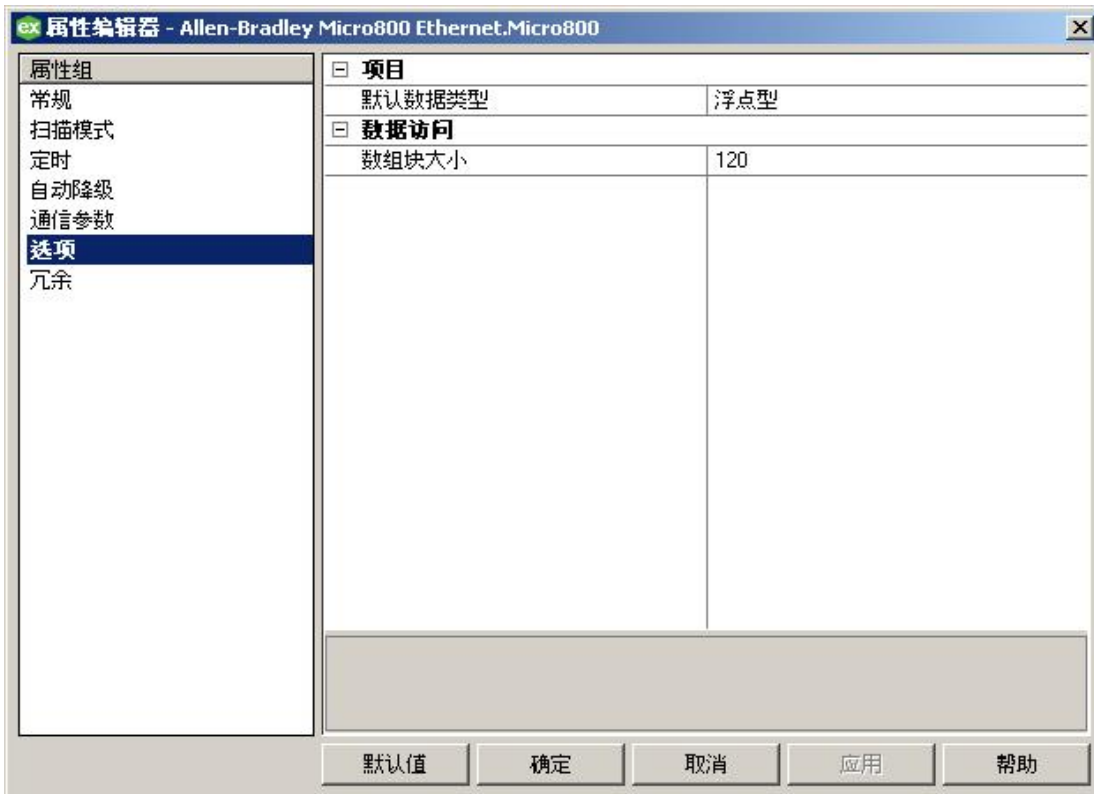 ex 属性编辑器 - Allen-Bradley Micro800 Ethernet.Micro800
属性组
常规
扫描模式
定时
自动降级
通信参数
选项
冗余
项目
默认数据类型 浮点型
数据访问
数组块大小 120
默认值 确定 取消 应用 帮助